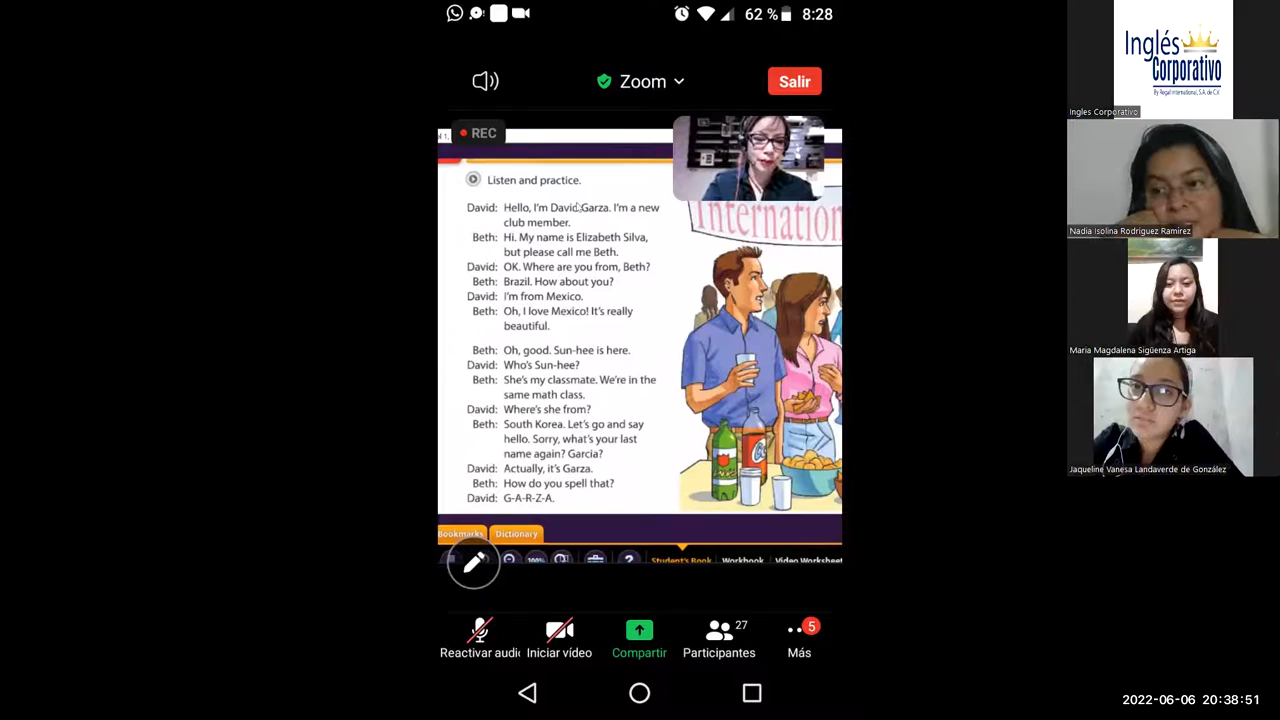 62 % 8:28
Zoom
Salir
REC
Listen and practice.
David: Hello, I'm David Garza. I'm a new
club member.
Beth: Hi. My name is Elizabeth Silva,
but please call me Beth.
David: OK. Where are you from, Beth?
Beth: Brazil. How about you?
David: I'm from Mexico.
Beth: Oh, I love Mexico! It's really
beautiful.
Beth: Oh, good. Sun-hee is here.
David: Who's Sun-hee?
Beth: She's my classmate. We're in the
same math class.
David: Where's she from?
Beth: South Korea. Let's go and say
hello. Sorry, what's your last
name again? Garcia?
David: Actually, it's Garza.
Beth: How do you spell that?
David: G-A-R-Z-A.
Internation
Bookmarks Dictionary
100% ? Student's Book Workbook Video Worksheet
Reactivar audio Iniciar vídeo Compartir Participantes 27 Más 5
Inglés
Corporativo
By Regal International, S.A. de C.V.
Ingles Corporativo
Nadia Isolina Rodriguez Ramirez
Maria Magdalena Sigüenza Artiga
Jaqueline Vanesa Landaverde de González
2022-06-06 20:38:51